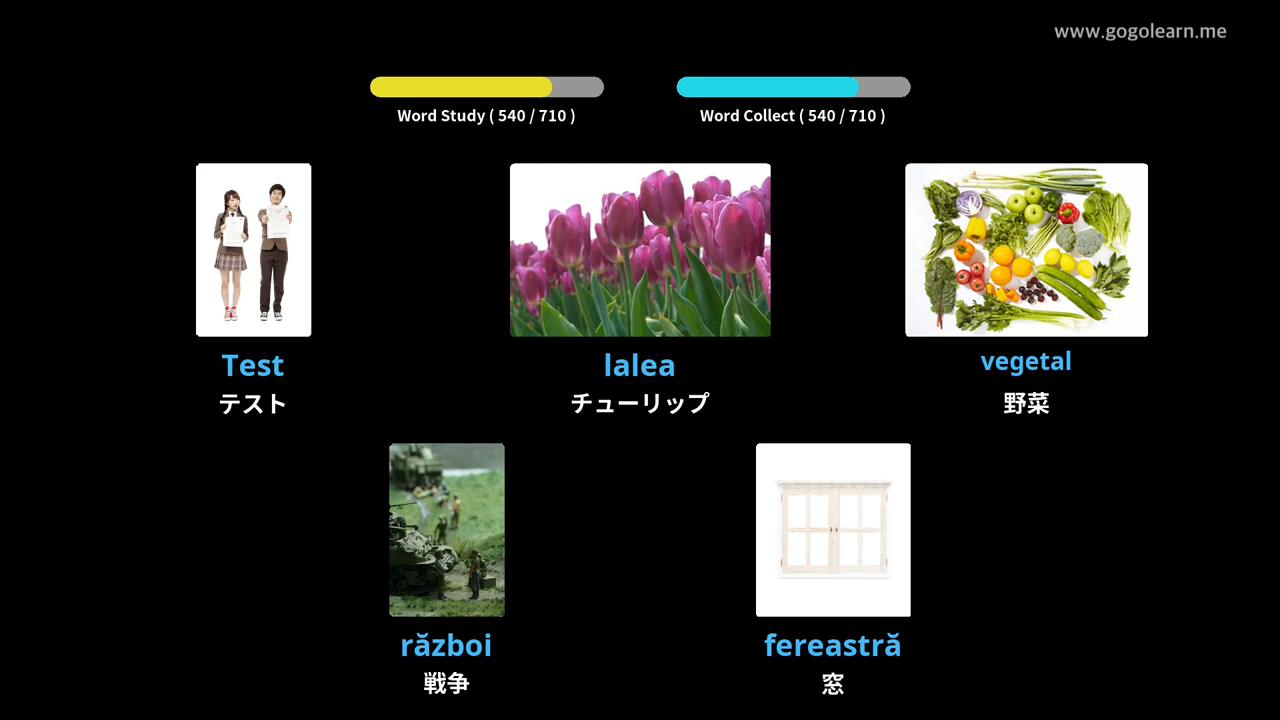 www.gogolearn.me
Word Study ( 540 / 710 )
Word Collect ( 540 / 710 )
Test
テスト
lalea
チューリップ
vegetal
野菜
război
戦争
fereastră
窓